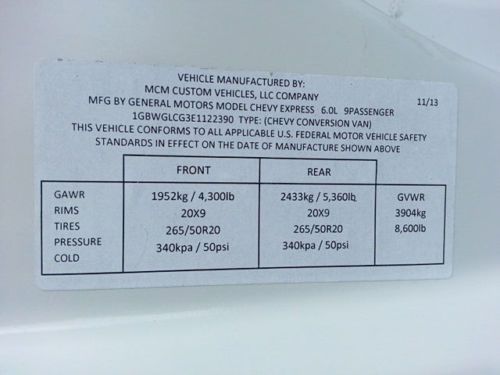 VEHICLE MANUFACTURED BY:
MCM CUSTOM VEHICLES, LLC COMPANY 11/13
MFG BY GENERAL MOTORS MODEL CHEVY EXPRESS 6.0L 9PASSENGER
1GBWGLCG3E1122390 TYPE: (CHEVY CONVERSION VAN)
THIS VEHICLE CONFORMS TO ALL APPLICABLE U.S. FEDERAL MOTOR VEHICLE SAFETY
STANDARDS IN EFFECT ON THE DATE OF MANUFACTURE SHOWN ABOVE
FRONT REAR
GAWR 1952kg / 4,300lb 2433kg / 5,360lb GVWR
RIMS 20X9 20X9 3904kg
TIRES 265/50R20 265/50R20 8,600lb
PRESSURE 340kpa / 50psi 340kpa / 50psi
COLD